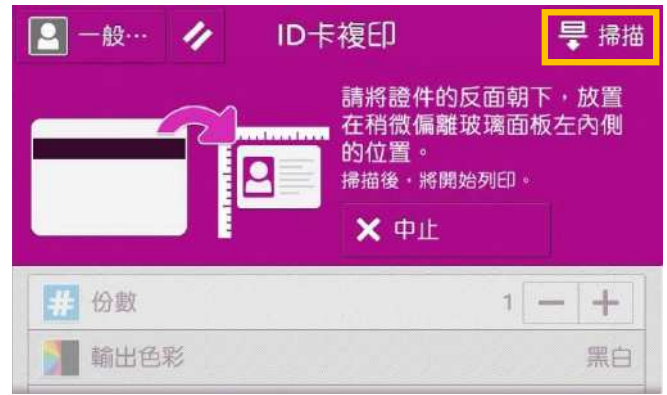 一般…
ID卡複印
掃描
請將證件的反面朝下，放置
在稍微偏離玻璃面板左內側
的位置。
掃描後，將開始列印。
中止
份數
1
輸出色彩
黑白